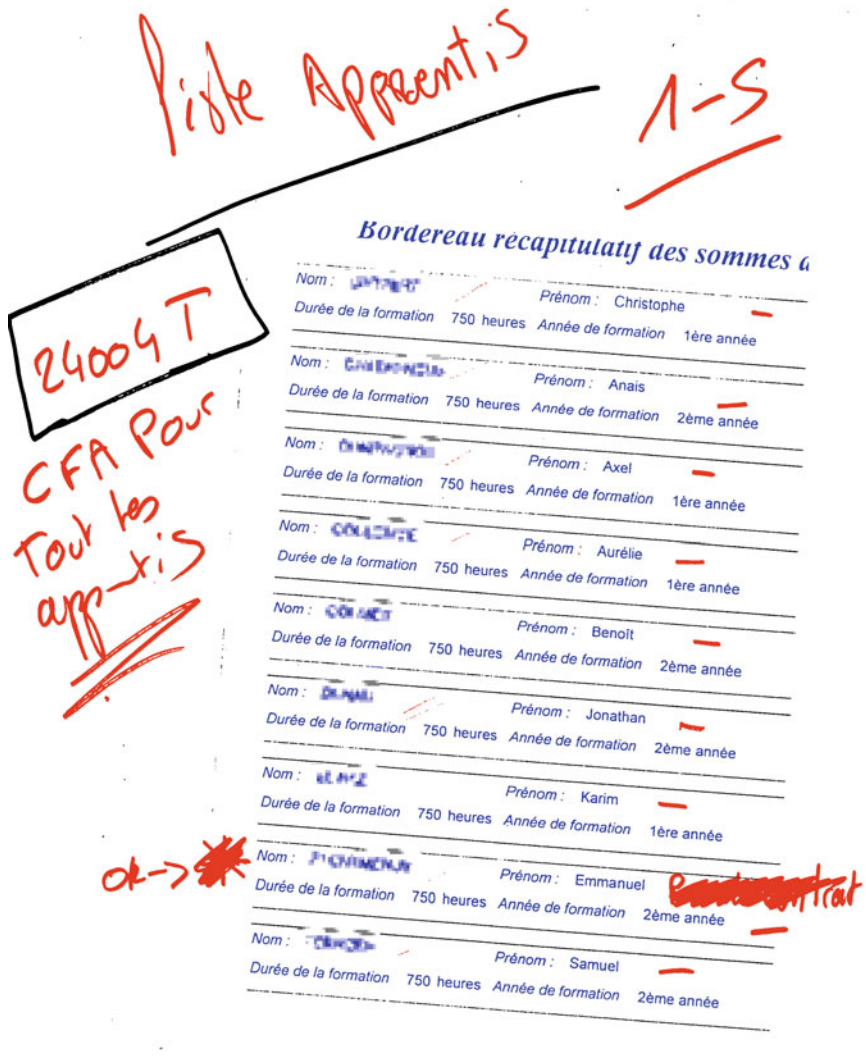 Liste Apprentis
1-S
Bordereau récapitulatif des sommes d
Nom : Prénom : Christophe
Durée de la formation 750 heures Année de formation 1ère année
24004T
Nom : Prénom : Anais
Durée de la formation 750 heures Année de formation 2ème année
CFA Pour
Tout les
Nom : Prénom : Axel
Durée de la formation 750 heures Année de formation 1ère année
Nom : Prénom : Aurélie
Durée de la formation 750 heures Année de formation 1ère année
Nom : Prénom : Benoît
Durée de la formation 750 heures Année de formation 2ème année
Nom : Prénom : Jonathan
Durée de la formation 750 heures Année de formation 2ème année
Nom : Prénom : Karim
Durée de la formation 750 heures Année de formation 1ère année
ok->
Nom : Prénom : Emmanuel
Durée de la formation 750 heures Année de formation 2ème année
Nom : Prénom : Samuel
Durée de la formation 750 heures Année de formation 2ème année